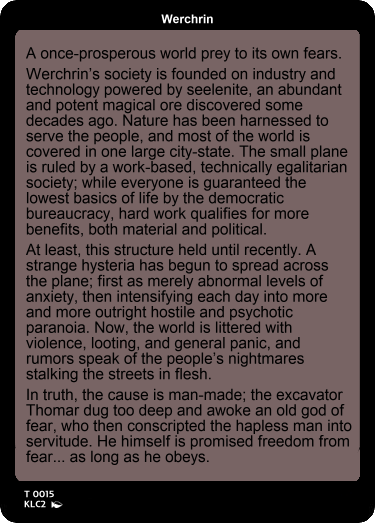 Werchrin
A once-prosperous world prey to its own fears.
Werchrin's society is founded on industry and
technology powered by seelenite, an abundant
and potent magical ore discovered some
decades ago. Nature has been harnessed to
serve the people, and most of the world is
covered in one large city-state. The small plane
is ruled by a work-based, technically egalitarian
society; while everyone is guaranteed the
lowest basics of life by the democratic
bureaucracy, hard work qualifies for more
benefits, both material and political.
At least, this structure held until recently. A
strange hysteria has begun to spread across
the plane; first as merely abnormal levels of
anxiety, then intensifying each day into more
and more outright hostile and psychotic
paranoia. Now, the world is littered with
violence, looting, and general panic, and
rumors speak of the people's nightmares
stalking the streets in flesh.
In truth, the cause is man-made; the excavator
Thomar dug too deep and awoke an old god of
fear, who then conscripted the hapless man into
servitude. He himself is promised freedom from
fear... as long as he obeys.
T 0015
KLC2